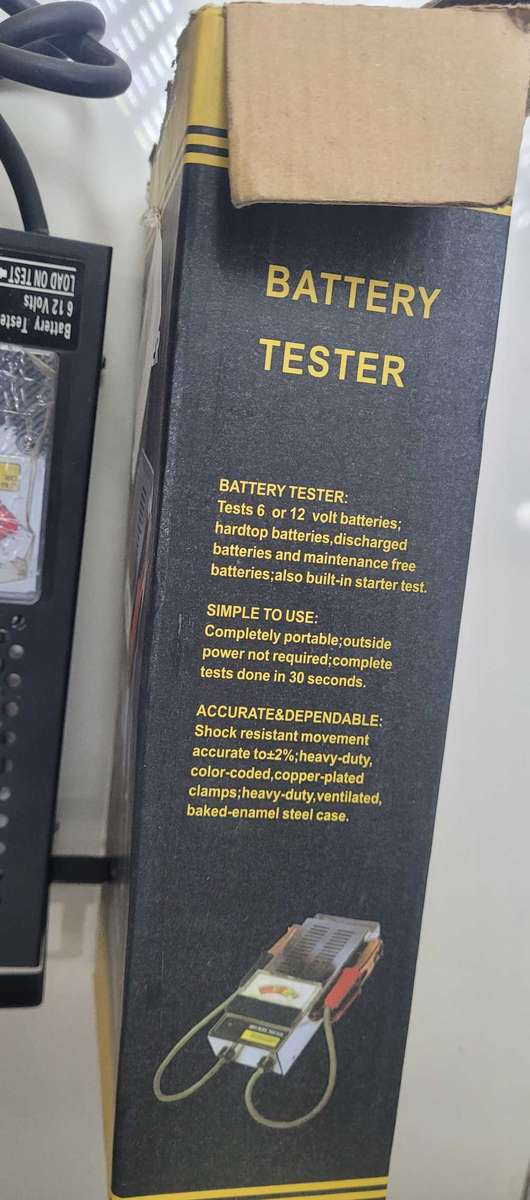 BATTERY
TESTER
BATTERY TESTER:
Tests 6 or 12 volt batteries;
hardtop batteries,discharged
batteries and maintenance free
batteries;also built-in starter test.
SIMPLE TO USE:
Completely portable;outside
power not required;complete
tests done in 30 seconds.
ACCURATE&DEPENDABLE:
Shock resistant movement
accurate to±2%;heavy-duty,
color-coded,copper-plated
clamps;heavy-duty,ventilated,
baked-enamel steel case.
Battery Teste
6 12 Volts
LOAD ON TEST